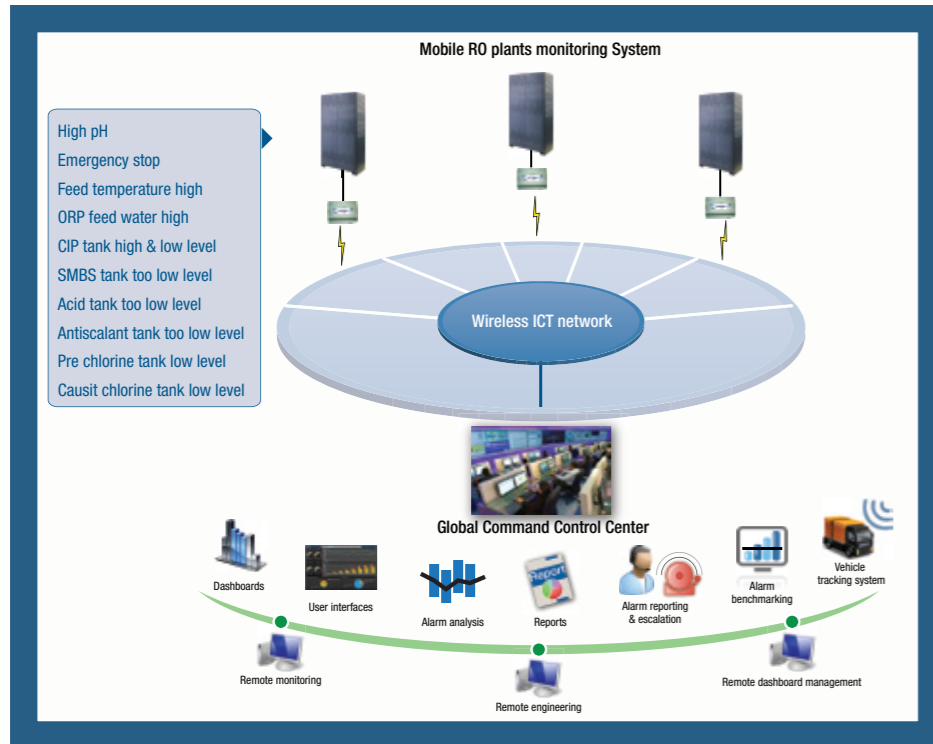 Mobile RO plants monitoring System
High pH
Emergency stop
Feed temperature high
ORP feed water high
CIP tank high & low level
SMBS tank too low level
Acid tank too low level
Antiscalant tank too low level
Pre chlorine tank low level
Causit chlorine tank low level
Wireless ICT network
Global Command Control Center
Dashboards
User interfaces
Alarm analysis
Report
Reports
Alarm reporting
& escalation
Alarm
benchmarking
Vehicle
tracking system
Remote monitoring
Remote engineering
Remote dashboard management